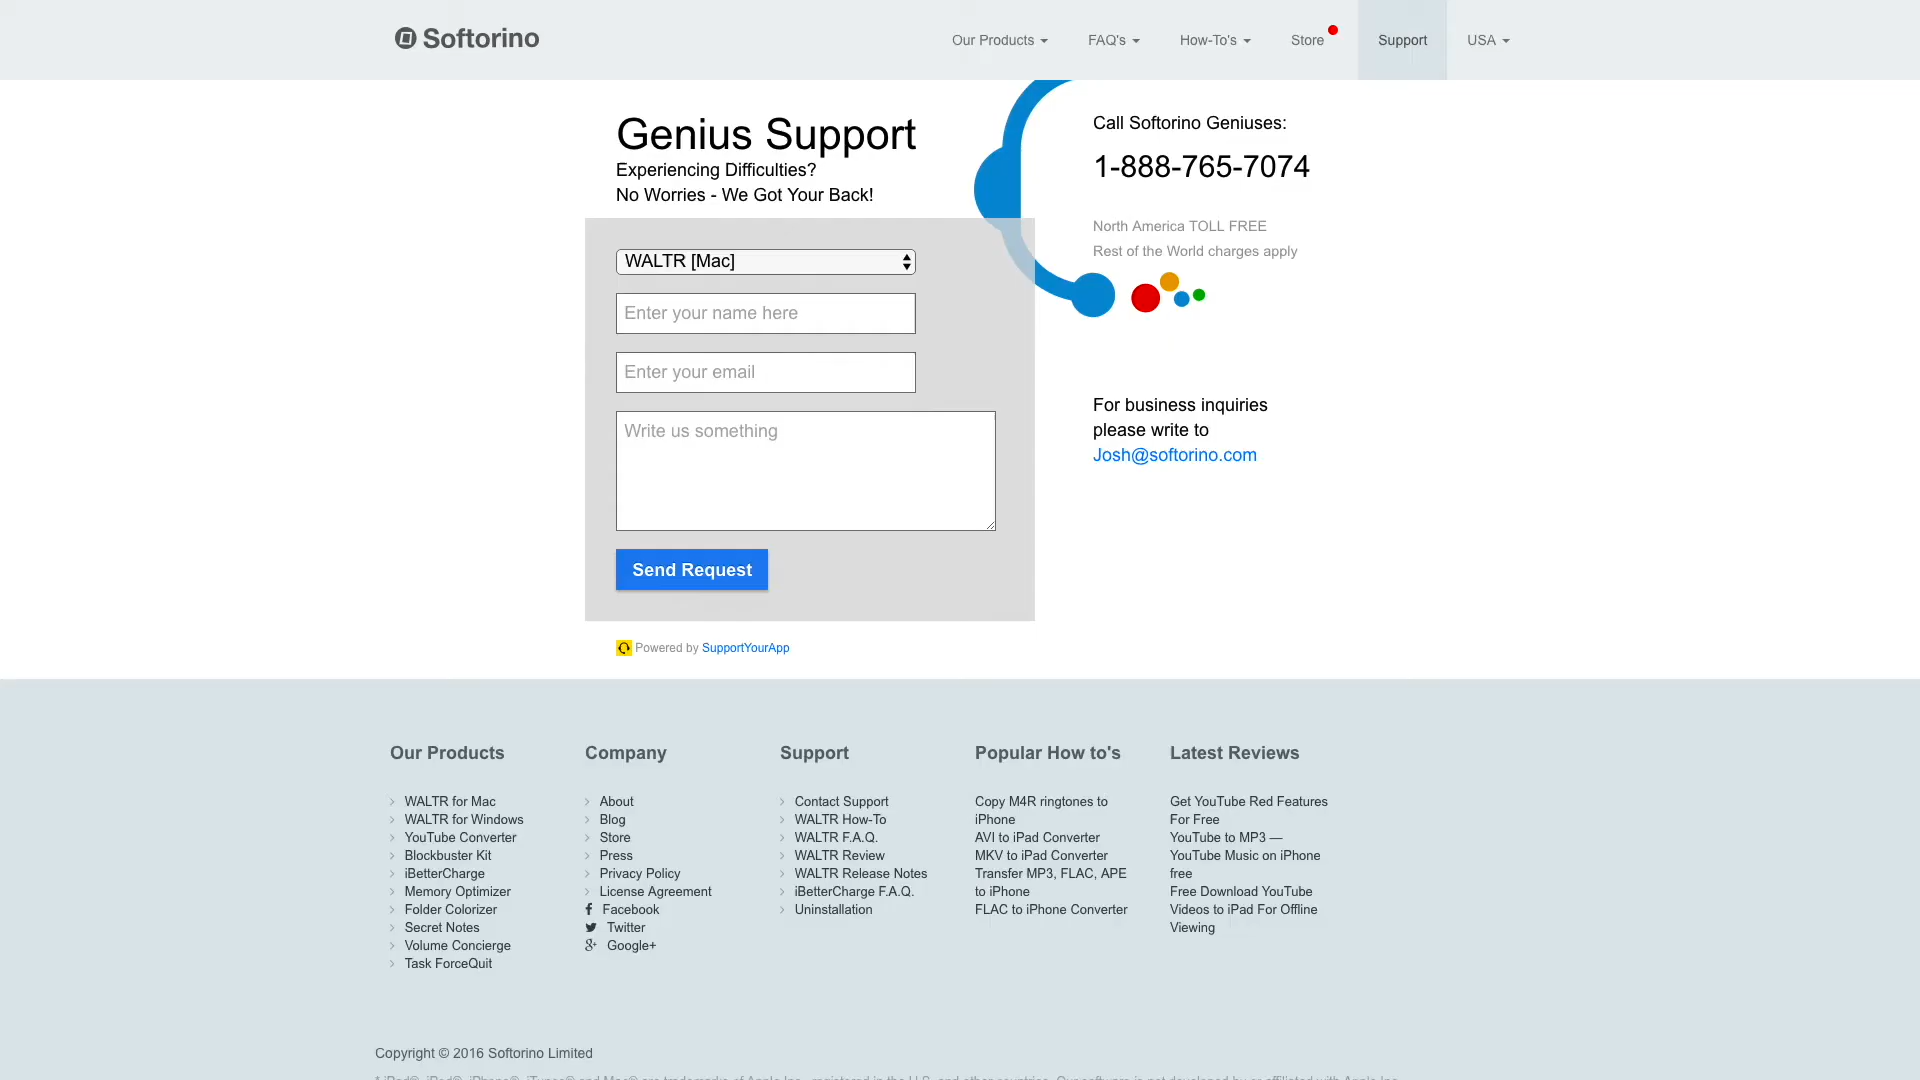 Softorino
Our Products
FAQ's
How-To's
Store
Support
USA
Genius Support
Experiencing Difficulties?
No Worries - We Got Your Back!
WALTR [Mac]
Enter your name here
Enter your email
Write us something
Send Request
Powered by SupportYourApp
Call Softorino Geniuses:
1-888-765-7074
North America TOLL FREE
Rest of the World charges apply
For business inquiries
please write to
Josh@softorino.com
Our Products
WALTR for Mac
WALTR for Windows
YouTube Converter
Blockbuster Kit
iBetterCharge
Memory Optimizer
Folder Colorizer
Secret Notes
Volume Concierge
Task ForceQuit
Company
About
Blog
Store
Press
Privacy Policy
License Agreement
Facebook
Twitter
Google+
Support
Contact Support
WALTR How-To
WALTR F.A.Q.
WALTR Review
WALTR Release Notes
iBetterCharge F.A.Q.
Uninstallation
Popular How to's
Copy M4R ringtones to
iPhone
AVI to iPad Converter
MKV to iPad Converter
Transfer MP3, FLAC, APE
to iPhone
FLAC to iPhone Converter
Latest Reviews
Get YouTube Red Features
For Free
YouTube to MP3 —
YouTube Music on iPhone
free
Free Download YouTube
Videos to iPad For Offline
Viewing
Copyright © 2016 Softorino Limited